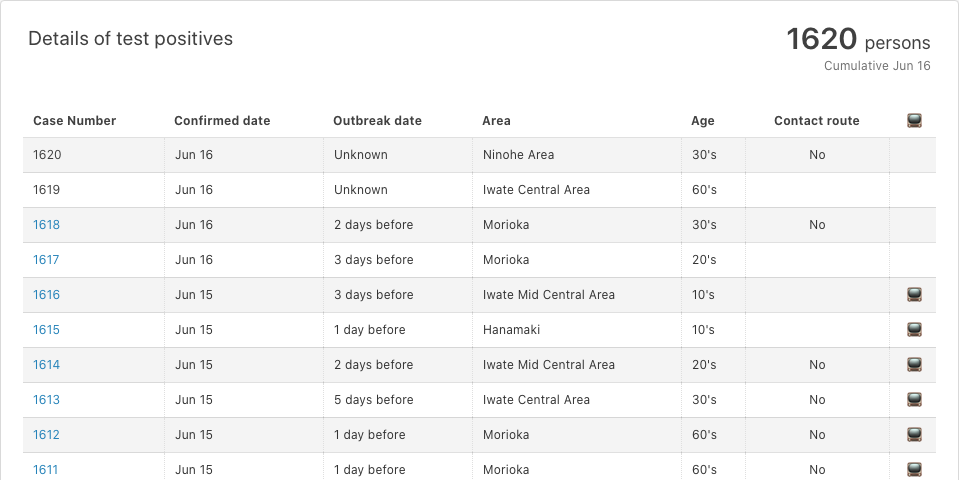 Details of test positives
1620 persons
Cumulative Jun 16
Case Number Confirmed date Outbreak date Area Age Contact route
1620 Jun 16 Unknown Ninohe Area 30's No
1619 Jun 16 Unknown Iwate Central Area 60's
1618 Jun 16 2 days before Morioka 30's No
1617 Jun 16 3 days before Morioka 20's
1616 Jun 15 3 days before Iwate Mid Central Area 10's
1615 Jun 15 1 day before Hanamaki 10's
1614 Jun 15 2 days before Iwate Mid Central Area 20's No
1613 Jun 15 5 days before Iwate Central Area 30's No
1612 Jun 15 1 day before Morioka 60's No
1611 Jun 15 1 day before Morioka 60's No